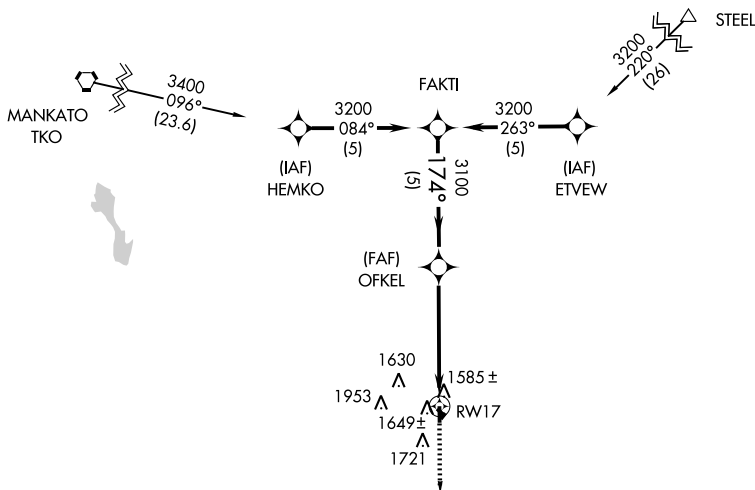 STEEL
3200
220°
(26)
3400
096°
(23.6)
MANKATO
TKO
FAKTI
3200
084°
(5)
3200
263°
(5)
(IAF)
HEMKO
(IAF)
ETVEW
3100
174°
(5)
(FAF)
OFKEL
1630
1585 ±
1953
RW17
1649±
1721